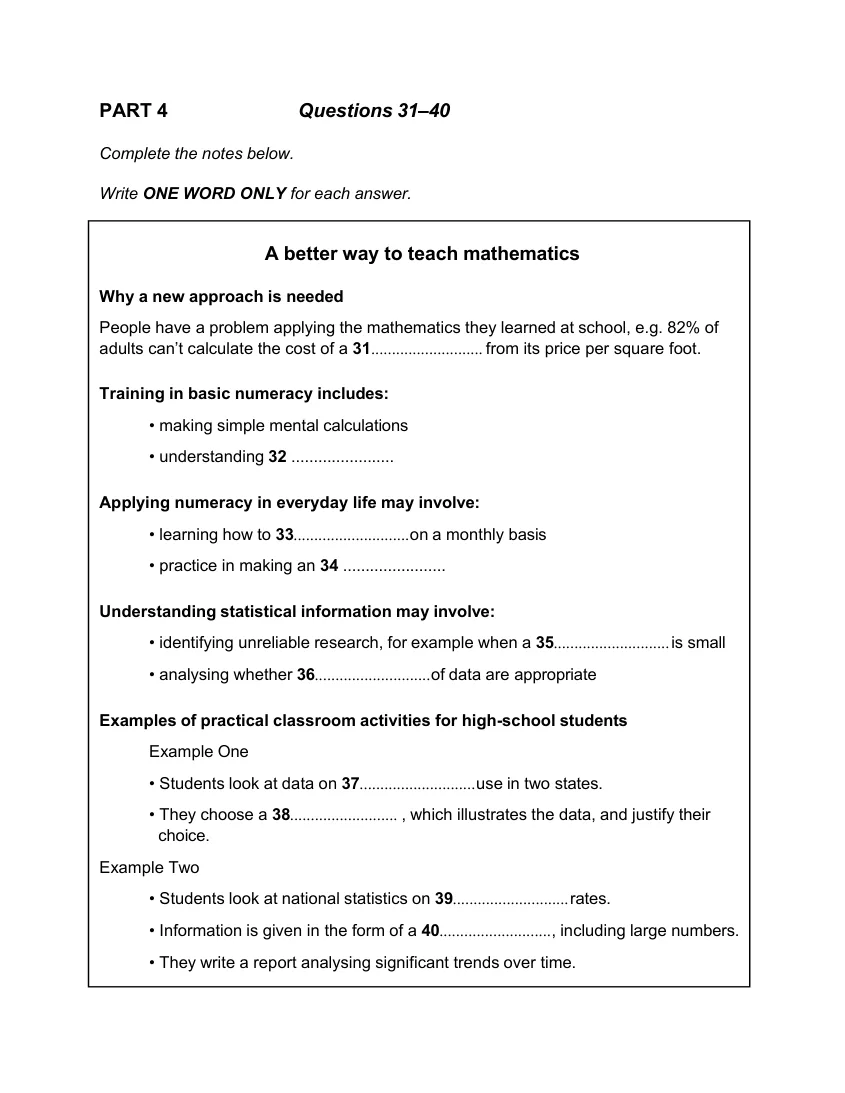 PART 4 Questions 31–40
Complete the notes below.
Write ONE WORD ONLY for each answer.
A better way to teach mathematics
Why a new approach is needed
People have a problem applying the mathematics they learned at school, e.g. 82% of
adults can’t calculate the cost of a 31........................... from its price per square foot.
Training in basic numeracy includes:
• making simple mental calculations
• understanding 32 .......................
Applying numeracy in everyday life may involve:
• learning how to 33............................on a monthly basis
• practice in making an 34 .......................
Understanding statistical information may involve:
• identifying unreliable research, for example when a 35............................is small
• analysing whether 36............................of data are appropriate
Examples of practical classroom activities for high-school students
Example One
• Students look at data on 37............................use in two states.
• They choose a 38.......................... , which illustrates the data, and justify their
choice.
Example Two
• Students look at national statistics on 39............................rates.
• Information is given in the form of a 40..........................., including large numbers.
• They write a report analysing significant trends over time.